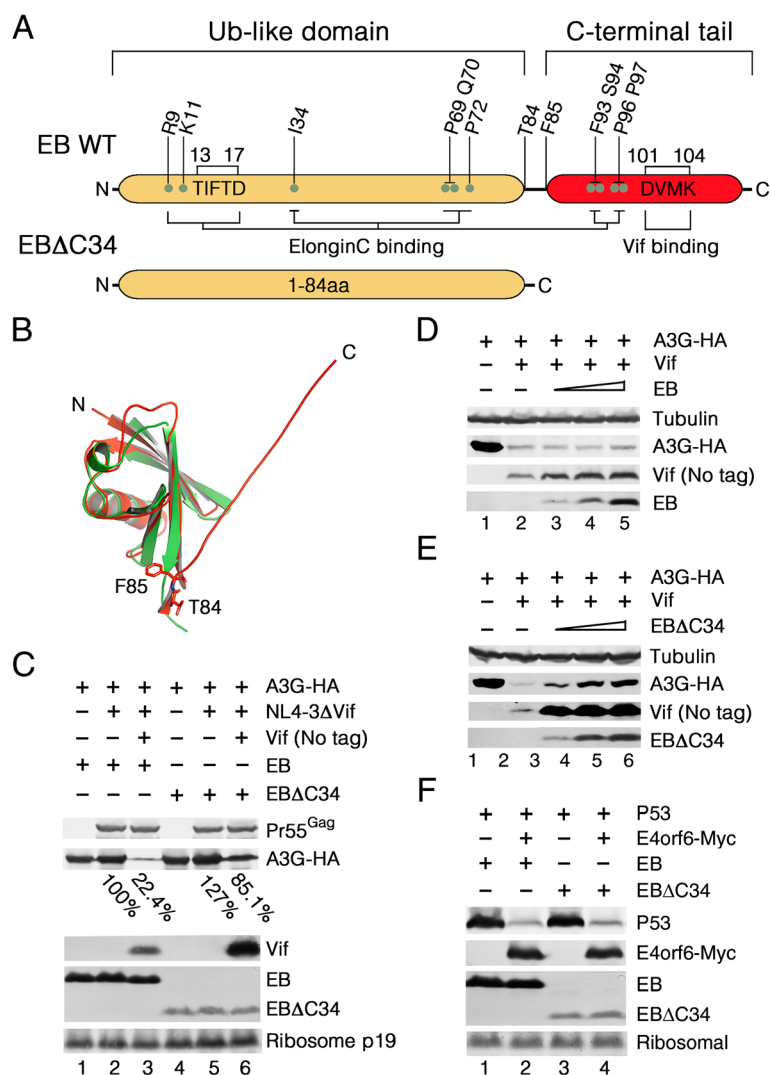 A
Ub-like domain
C-terminal tail
R9
K11
I34
P69 Q70
P72
T84
F85
F93 S94
P96 P97
EB WT
13 17
101 104
N
TIFTD
DVMK
C
ElonginC binding
Vif binding
EBΔC34
N
1-84aa
C
B
N
C
F85
T84
C
+ + + + + + A3G-HA
− + + − + + NL4-3ΔVif
− − + − − + Vif (No tag)
+ + + − − − EB
− − − + + + EBΔC34
Pr55Gag
A3G-HA
100%
22.4%
127%
85.1%
Vif
EB
EBΔC34
Ribosome p19
1 2 3 4 5 6
D
+ + + + + A3G-HA
− + + + + Vif
− − EB
Tubulin
A3G-HA
Vif (No tag)
EB
1 2 3 4 5
E
+ + + + + A3G-HA
− + + + + Vif
− − EBΔC34
Tubulin
A3G-HA
Vif (No tag)
EBΔC34
1 2 3 4 5 6
F
+ + + + P53
− + − + E4orf6-Myc
+ + − − EB
− − + + EBΔC34
P53
E4orf6-Myc
EB
EBΔC34
Ribosomal
1 2 3 4